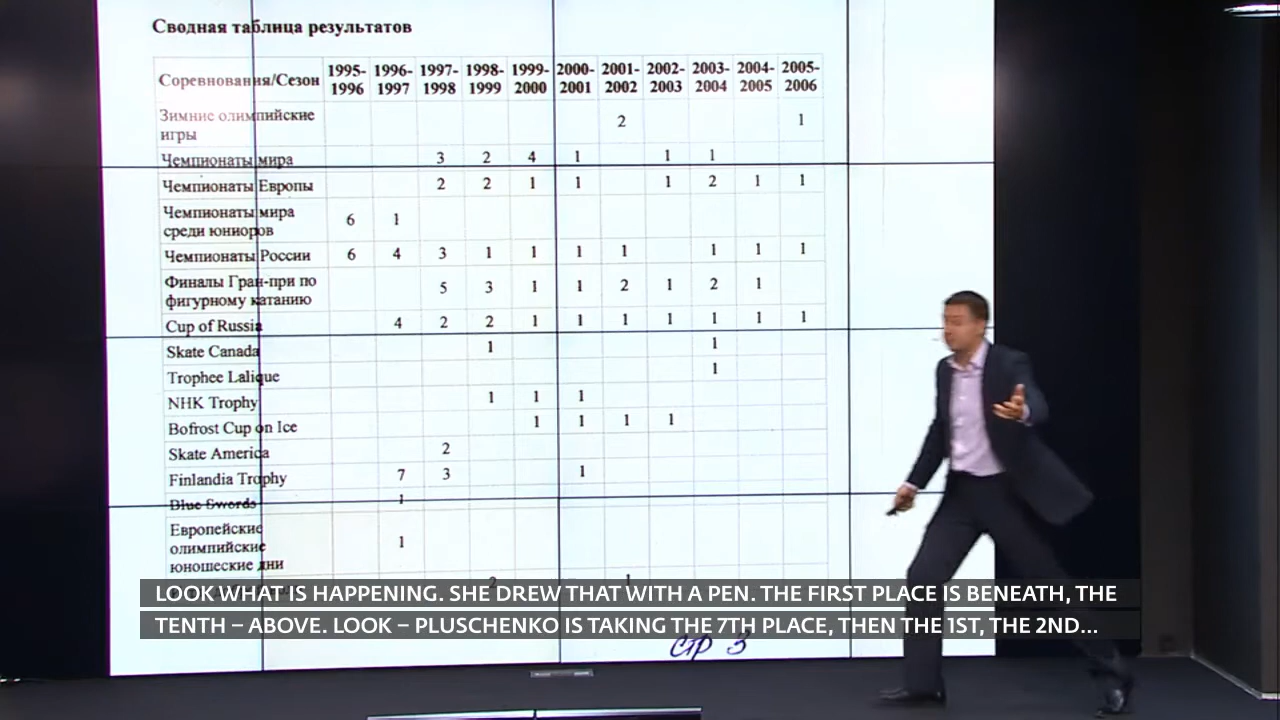 Сводная таблица результатов
Соревнования/Сезон 1995-1996 1996-1997 1997-1998 1998-1999 1999-2000 2000-2001 2001-2002 2002-2003 2003-2004 2004-2005 2005-2006
Зимние олимпийские игры 2 1
Чемпионаты мира 3 2 4 1 1 1
Чемпионаты Европы 2 2 1 1 1 2 1 1
Чемпионаты мира среди юниоров 6 1
Чемпионаты России 6 4 3 1 1 1 1 1 1 1
Финалы Гран-при по фигурному катанию 5 3 1 1 2 1 2 1
Cup of Russia 4 2 2 1 1 1 1 1 1 1
Skate Canada 1 1
Trophee Lalique 1
NHK Trophy 1 1 1
Bofrost Cup on Ice 1 1 1 1
Skate America 2
Finlandia Trophy 7 3 1
Blue Swords 1
Европейские олимпийские юношеские дни 1
2 1
LOOK WHAT IS HAPPENING. SHE DREW THAT WITH A PEN. THE FIRST PLACE IS BENEATH, THE
TENTH – ABOVE. LOOK – PLUSCHENKO IS TAKING THE 7TH PLACE, THEN THE 1ST, THE 2ND...
стр 3